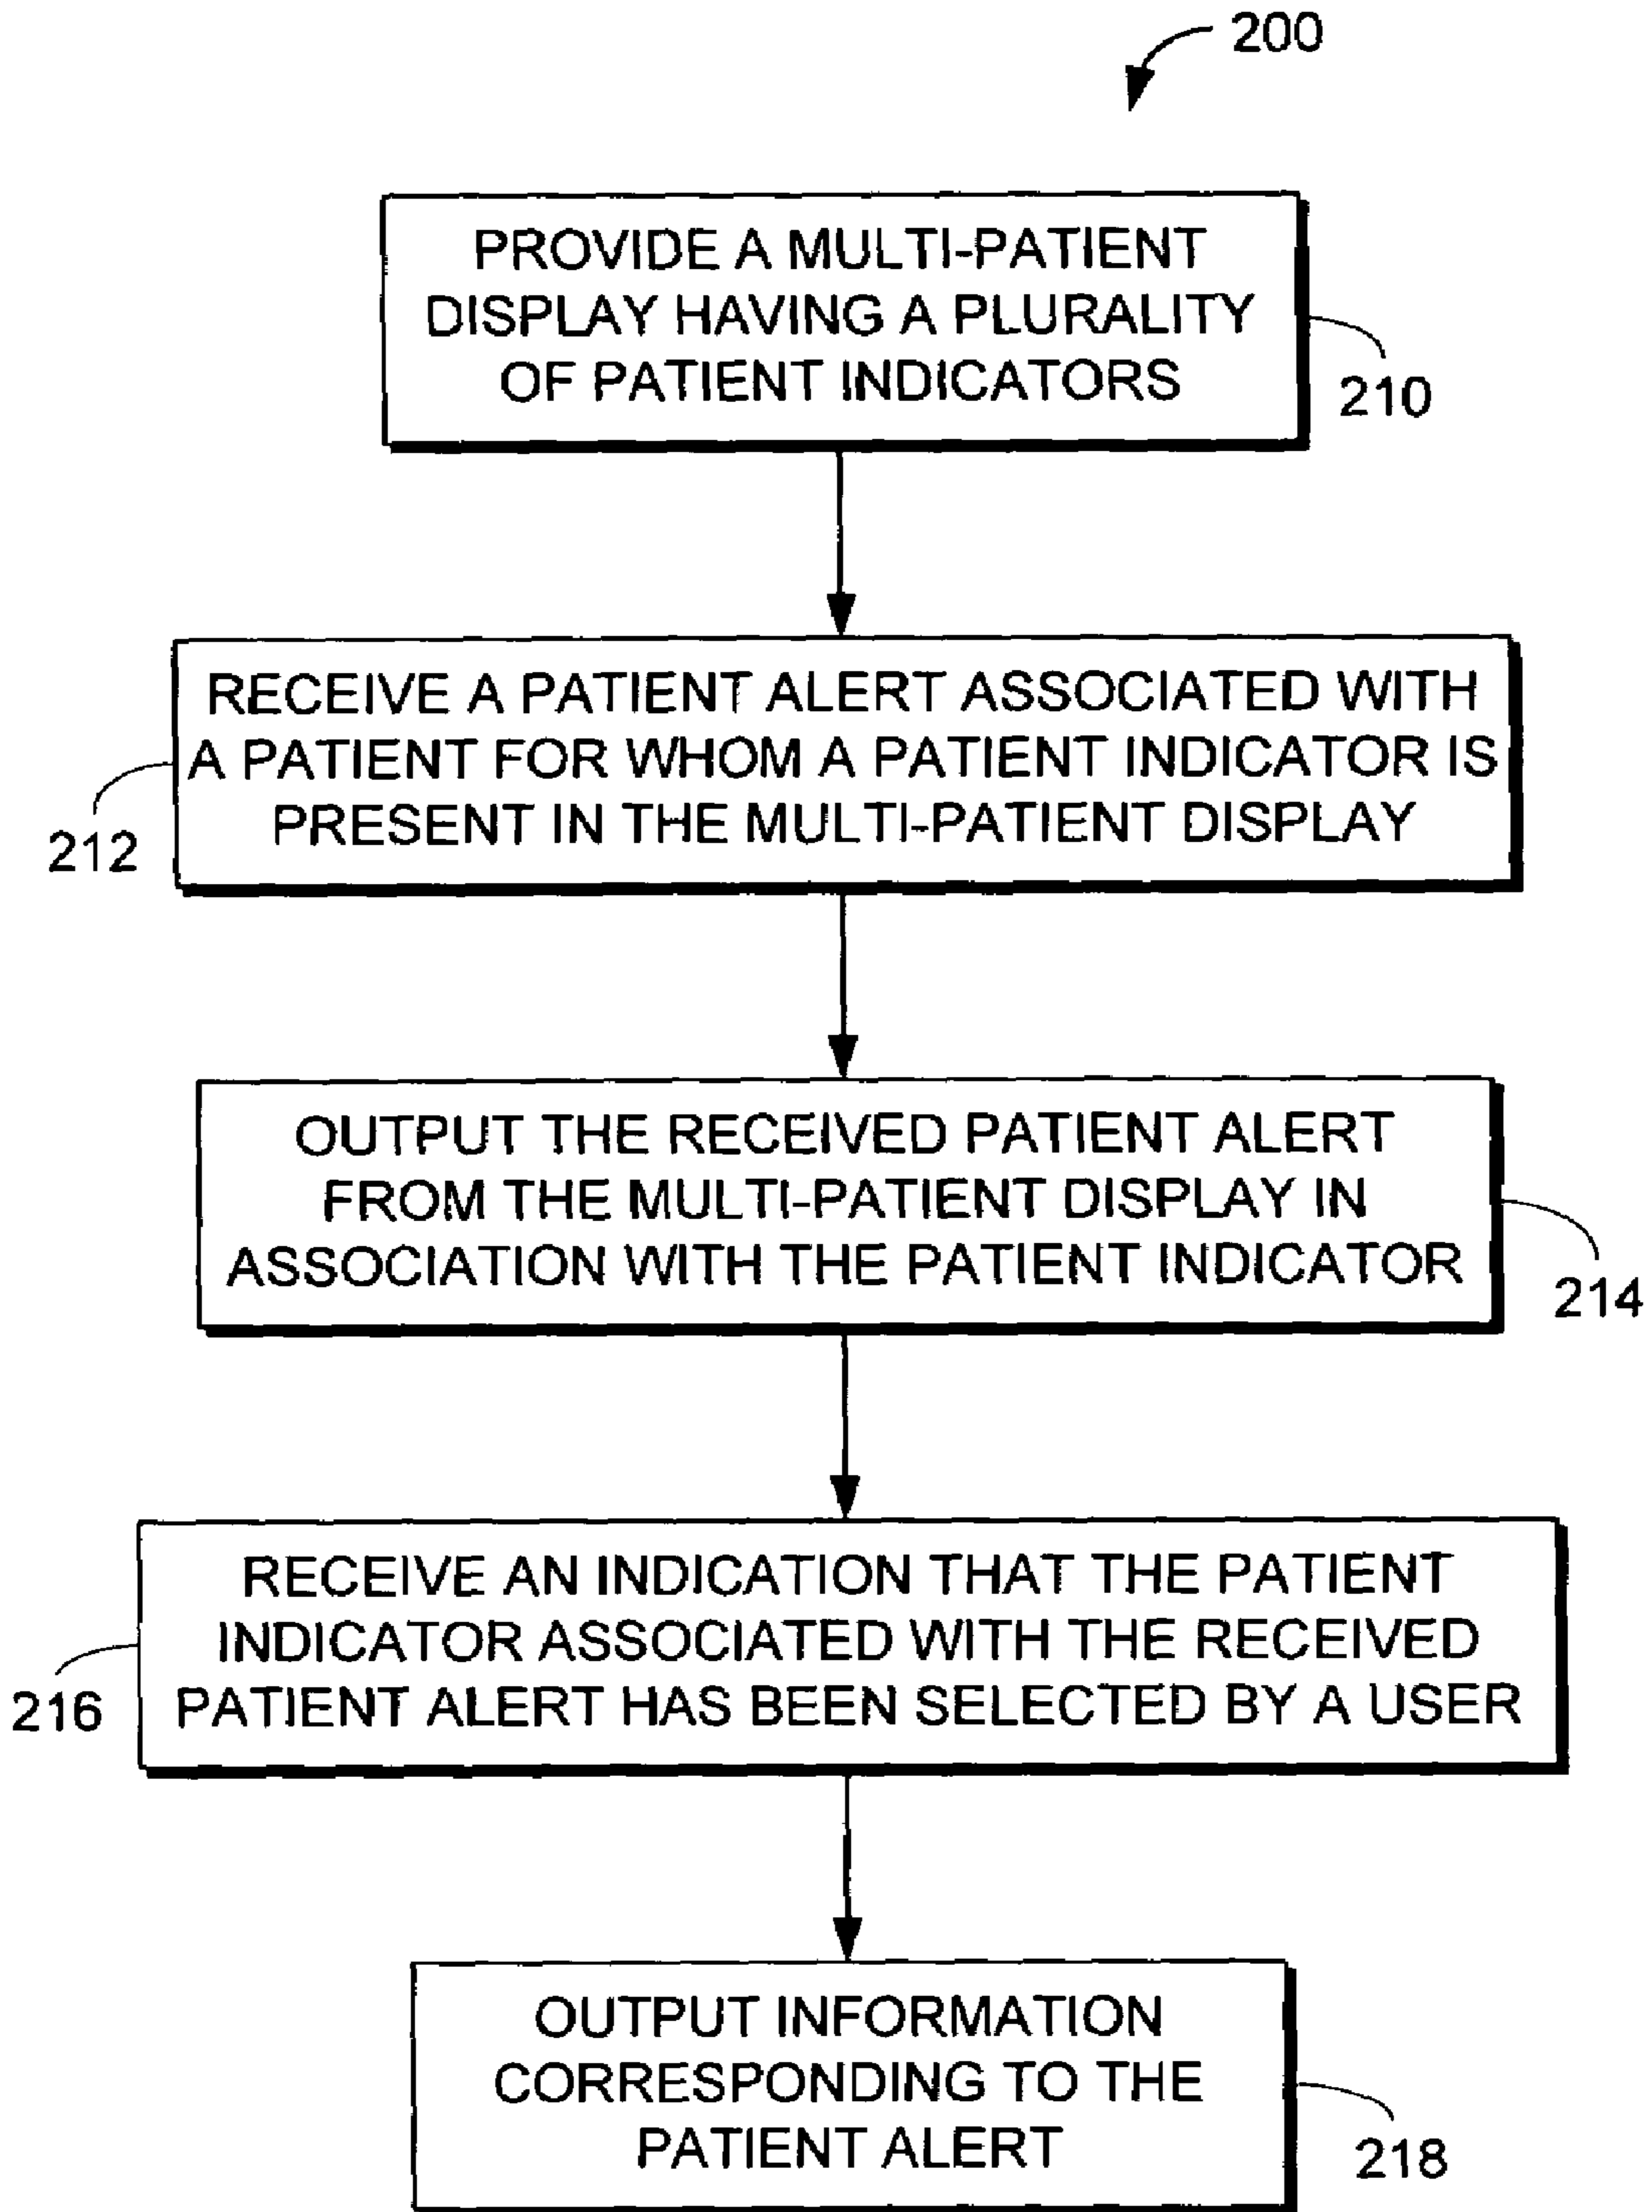 200
PROVIDE A MULTI-PATIENT
DISPLAY HAVING A PLURALITY
OF PATIENT INDICATORS
210
RECEIVE A PATIENT ALERT ASSOCIATED WITH
A PATIENT FOR WHOM A PATIENT INDICATOR IS
PRESENT IN THE MULTI-PATIENT DISPLAY
212
OUTPUT THE RECEIVED PATIENT ALERT
FROM THE MULTI-PATIENT DISPLAY IN
ASSOCIATION WITH THE PATIENT INDICATOR
214
RECEIVE AN INDICATION THAT THE PATIENT
INDICATOR ASSOCIATED WITH THE RECEIVED
PATIENT ALERT HAS BEEN SELECTED BY A USER
216
OUTPUT INFORMATION
CORRESPONDING TO THE
PATIENT ALERT
218